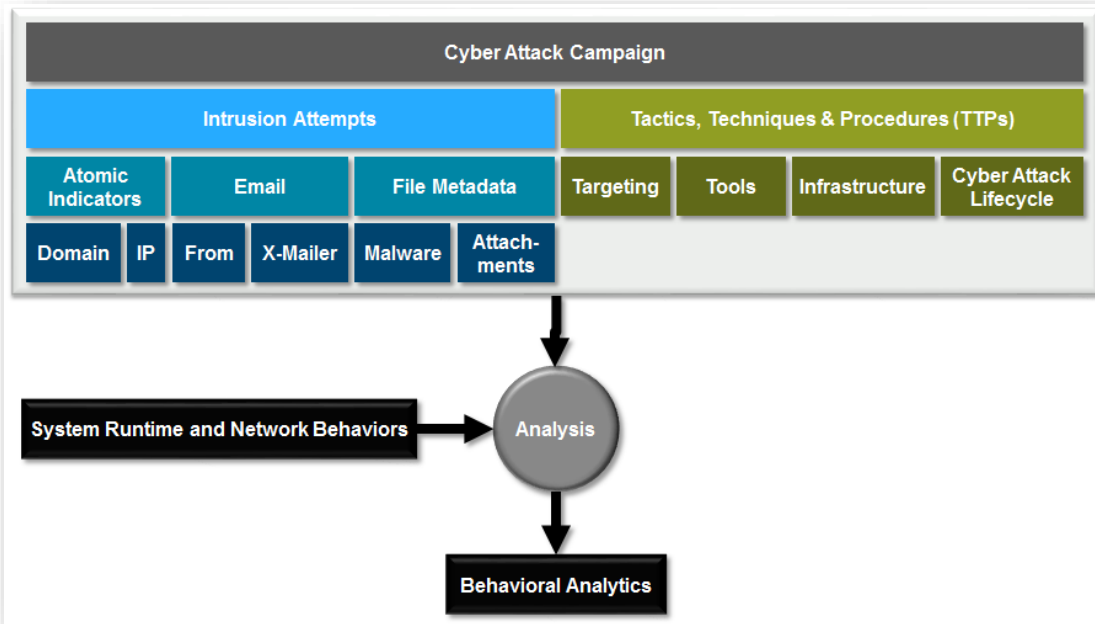 Cyber Attack Campaign
Intrusion Attempts
Tactics, Techniques & Procedures (TTPs)
Atomic
Indicators
Email
File Metadata
Targeting
Tools
Infrastructure
Cyber Attack
Lifecycle
Domain
IP
From
X-Mailer
Malware
Attach-
ments
System Runtime and Network Behaviors
Analysis
Behavioral Analytics